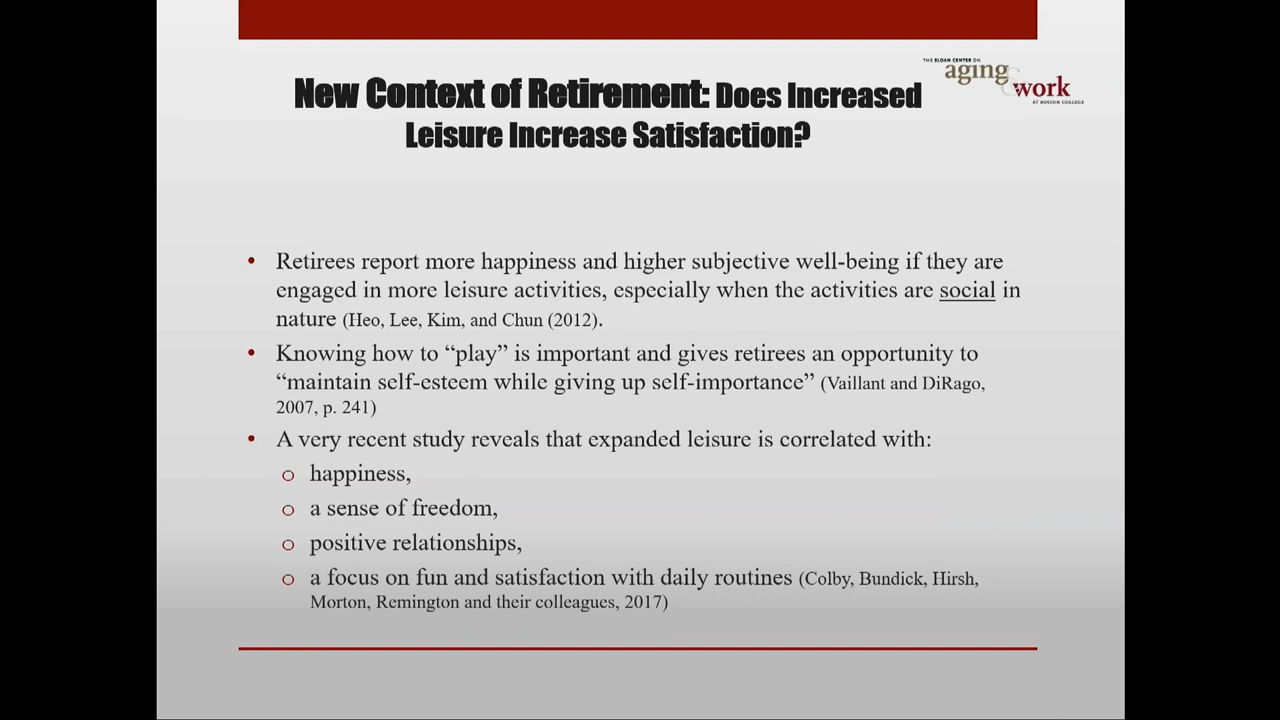 THE SLOAN CENTER ON
aging & work
AT BOSTON COLLEGE
New Context of Retirement: Does Increased
Leisure Increase Satisfaction?
• Retirees report more happiness and higher subjective well-being if they are
engaged in more leisure activities, especially when the activities are social in
nature (Heo, Lee, Kim, and Chun (2012).
• Knowing how to “play” is important and gives retirees an opportunity to
“maintain self-esteem while giving up self-importance” (Vaillant and DiRago,
2007, p. 241)
• A very recent study reveals that expanded leisure is correlated with:
o happiness,
o a sense of freedom,
o positive relationships,
o a focus on fun and satisfaction with daily routines (Colby, Bundick, Hirsh,
Morton, Remington and their colleagues, 2017)